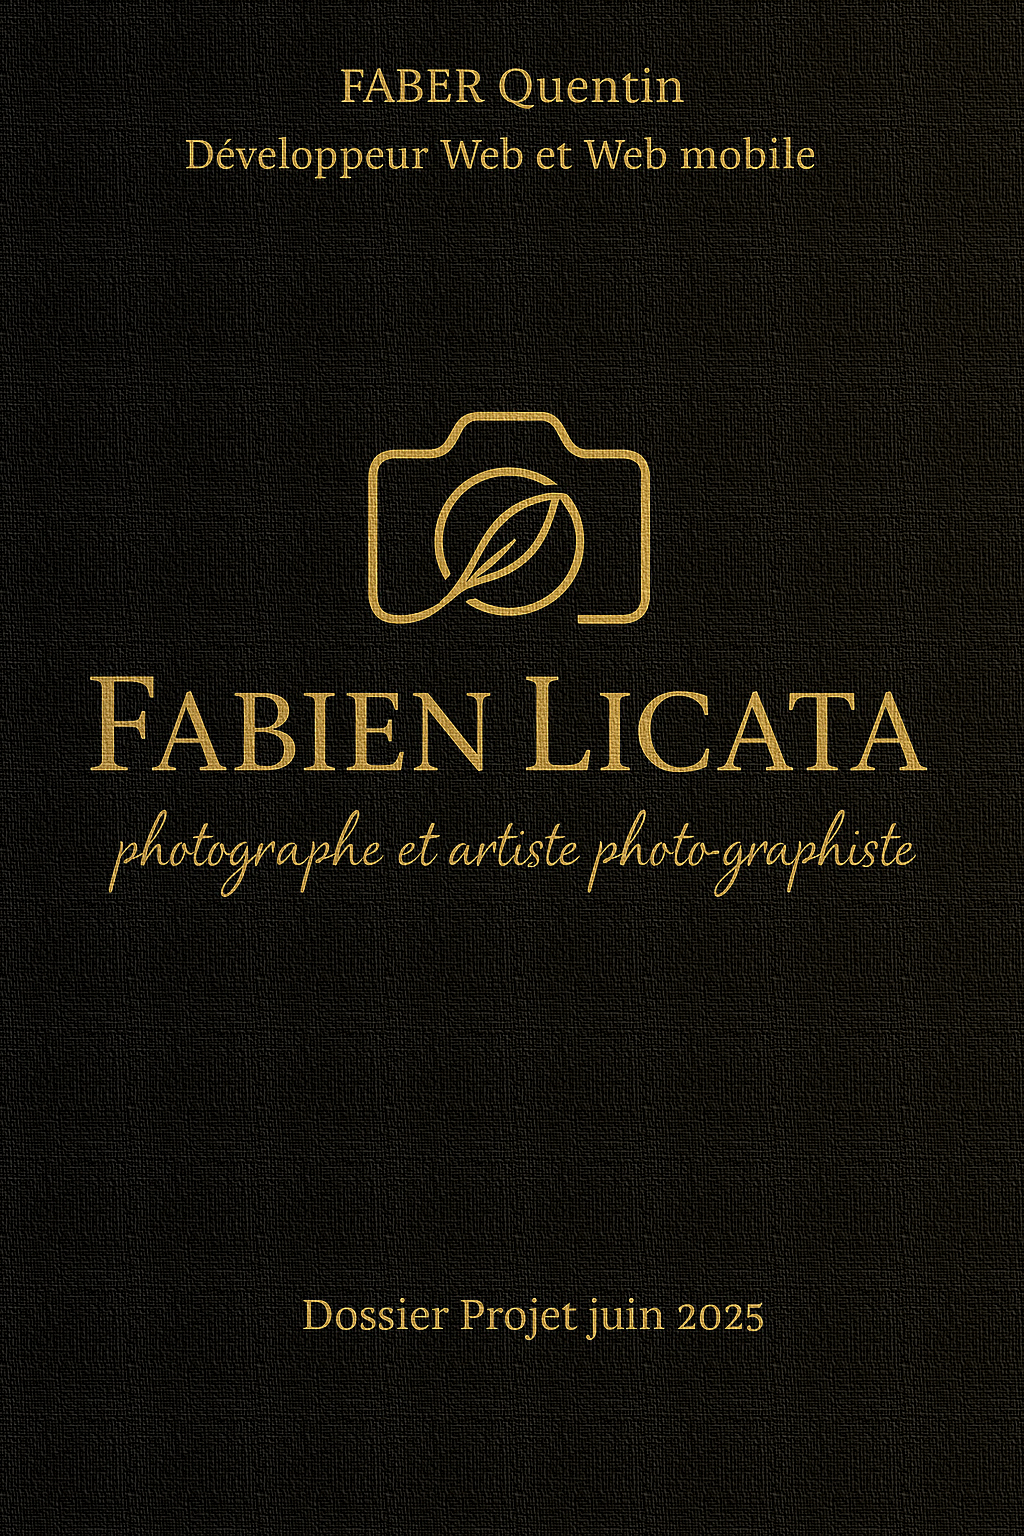 FABER Quentin
Développeur Web et Web mobile
FABIEN LICATA
photographe et artiste photo-graphiste
Dossier Projet juin 2025